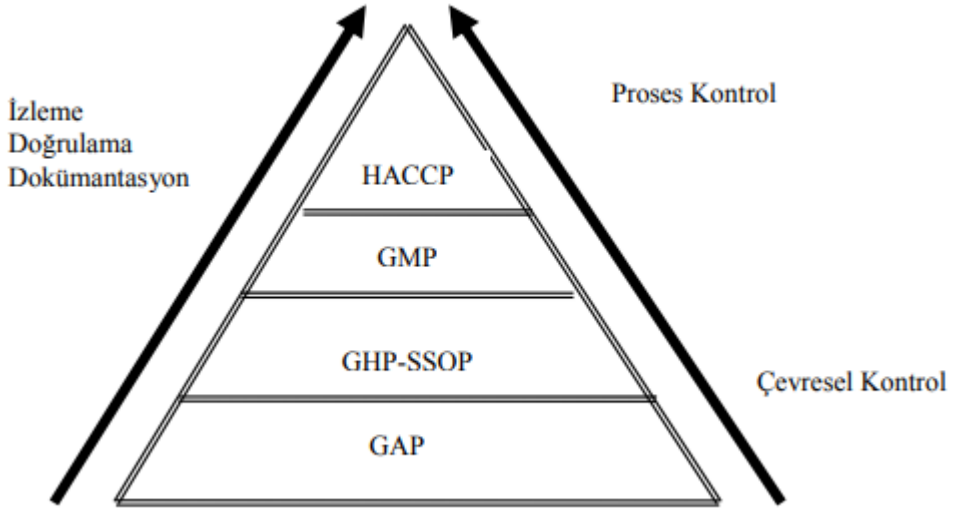 İzleme
Doğrulama
Dokümantasyon
Proses Kontrol
HACCP
GMP
GHP-SSOP
Çevresel Kontrol
GAP